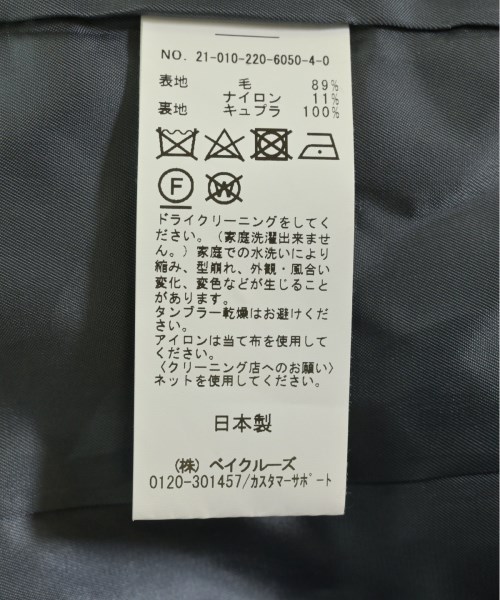 NO. 21-010-220-6050-4-0
表地 毛 89%
ナイロン 11%
裏地 キュプラ 100%
F W
ドライクリーニングをしてく
ださい。(家庭洗濯出来ませ
ん。)家庭での水洗いにより
縮み、型崩れ、外観・風合い
変化、変色などが生じること
があります。
タンブラー乾燥はお避けくだ
さい。
アイロンは当て布を使用して
ください。
〈クリーニング店へのお願い〉
ネットを使用してください。
日本製
(株) ベイクルーズ
0120-301457/カスタマーサポート